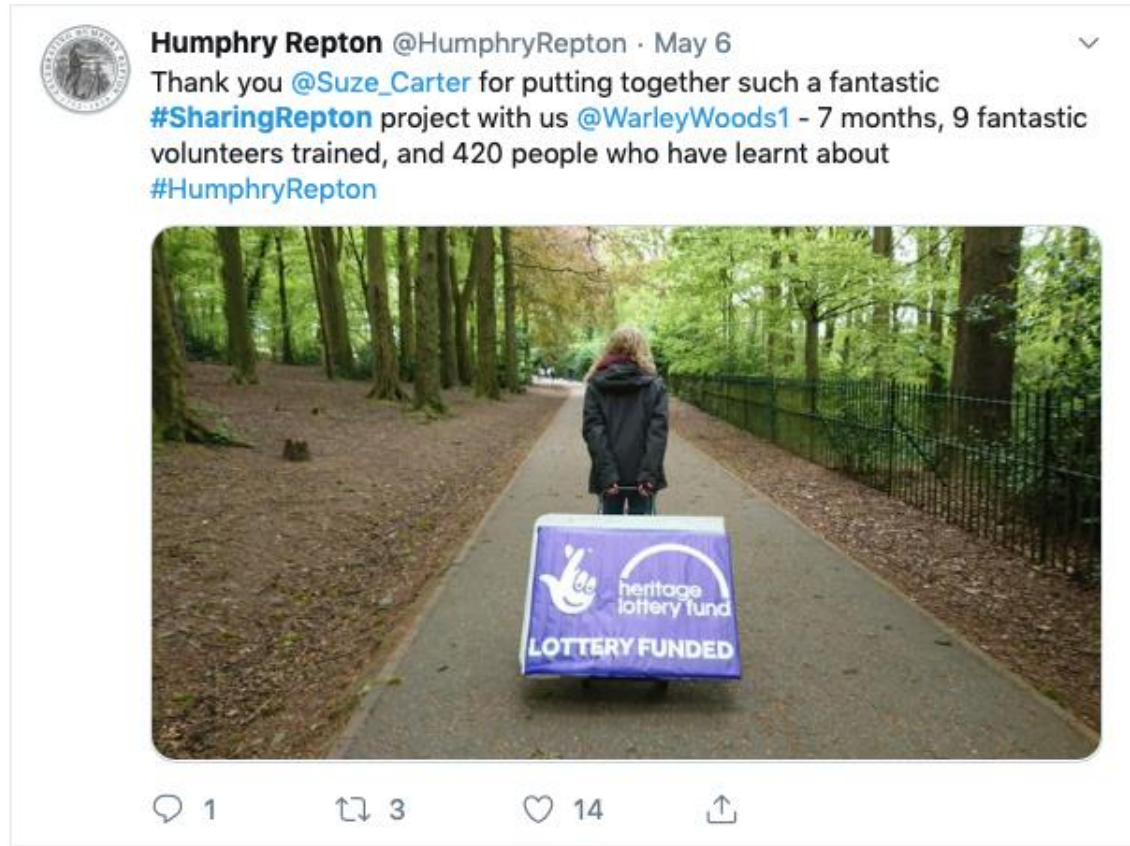 Humphry Repton @HumphryRepton · May 6
Thank you @Suze_Carter for putting together such a fantastic
#SharingRepton project with us @WarleyWoods1 - 7 months, 9 fantastic
volunteers trained, and 420 people who have learnt about
#HumphryRepton
heritage
lottery fund
LOTTERY FUNDED
1 3 14